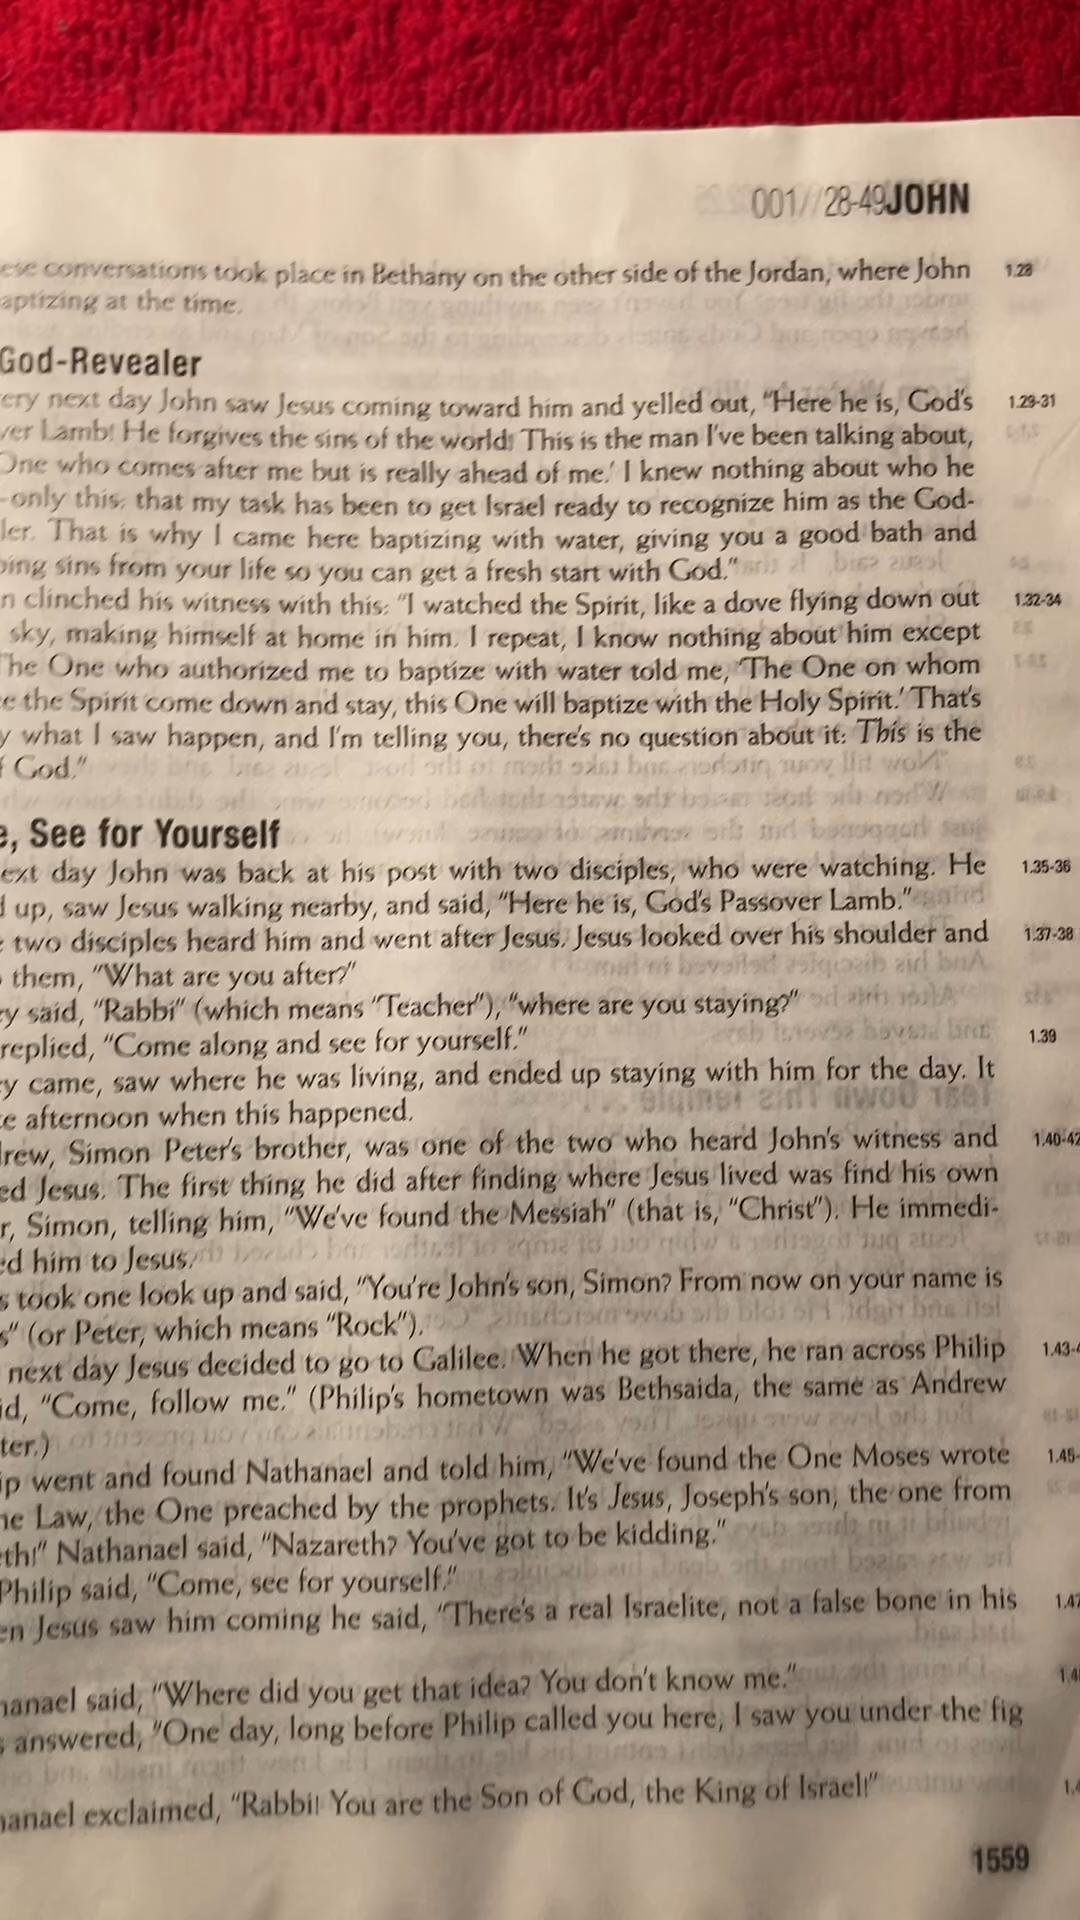 001//28-49JOHN
conversations took place in Bethany on the other side of the Jordan, where John 1.28
at the time.
God-Revealer
next day John saw Jesus coming toward him and yelled out, “Here he is, God’s 1.29-31
Lamb! He forgives the sins of the world! This is the man I’ve been talking about,
One who comes after me but is really ahead of me.’ I knew nothing about who he
only this: that my task has been to get Israel ready to recognize him as the God-
ler. That is why I came here baptizing with water, giving you a good bath and
sins from your life so you can get a fresh start with God.”
n clinched his witness with this: “I watched the Spirit, like a dove flying down out 1.32-34
sky, making himself at home in him. I repeat, I know nothing about him except
The One who authorized me to baptize with water told me, ‘The One on whom
e the Spirit come down and stay, this One will baptize with the Holy Spirit.’ That’s
y what I saw happen, and I’m telling you, there’s no question about it: This is the
God.”
e, See for Yourself
ext day John was back at his post with two disciples, who were watching. He 1.35-36
d up, saw Jesus walking nearby, and said, “Here he is, God’s Passover Lamb.”
two disciples heard him and went after Jesus. Jesus looked over his shoulder and 1.37-38
them, “What are you after?”
ey said, “Rabbi” (which means “Teacher”), “where are you staying?”
replied, “Come along and see for yourself.” 1.39
ey came, saw where he was living, and ended up staying with him for the day. It
te afternoon when this happened.
drew, Simon Peter’s brother, was one of the two who heard John’s witness and 1.40-42
ed Jesus. The first thing he did after finding where Jesus lived was find his own
r, Simon, telling him, “We’ve found the Messiah” (that is, “Christ”). He immedi-
ed him to Jesus.
s took one look up and said, “You’re John’s son, Simon? From now on your name is
s” (or Peter, which means “Rock”).
next day Jesus decided to go to Galilee. When he got there, he ran across Philip 1.43-4
id, “Come, follow me.” (Philip’s hometown was Bethsaida, the same as Andrew
ter.)
ip went and found Nathanael and told him, “We’ve found the One Moses wrote 1.45-
he Law, the One preached by the prophets. It’s Jesus, Joseph’s son, the one from
eth!” Nathanael said, “Nazareth? You’ve got to be kidding.”
Philip said, “Come, see for yourself.”
en Jesus saw him coming he said, “There’s a real Israelite, not a false bone in his 1.47
hanael said, “Where did you get that idea? You don’t know me.” 1.4
s answered, “One day, long before Philip called you here, I saw you under the fig
hanael exclaimed, “Rabbi! You are the Son of God, the King of Israel!” 1.4
1559